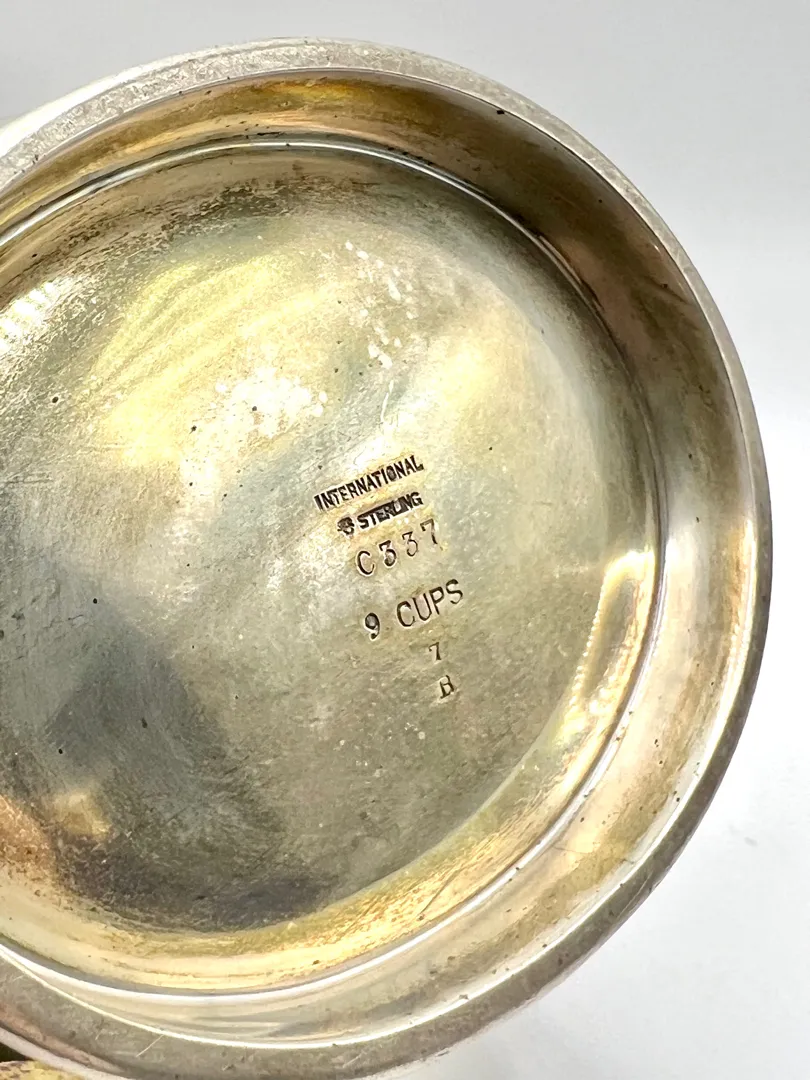 INTERNATIONAL
STERLING
C337
9 CUPS
7
B